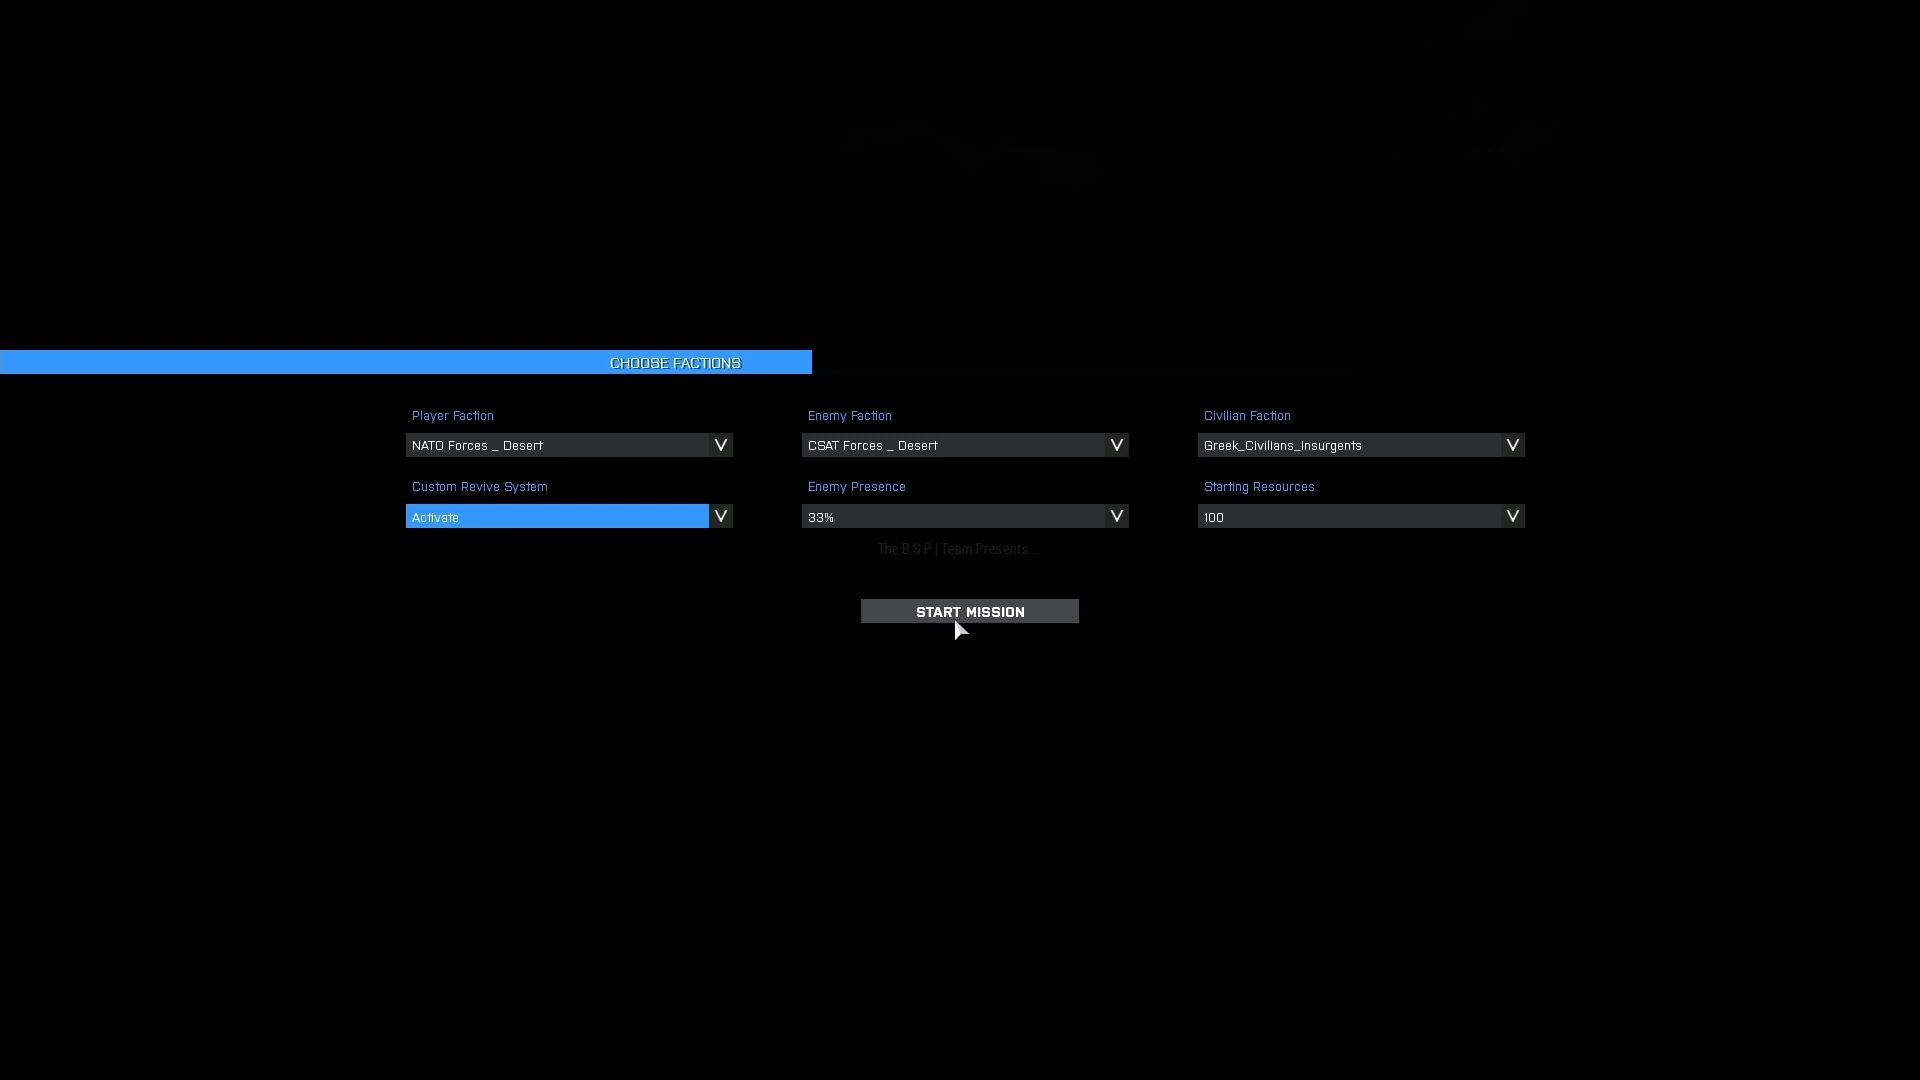 CHOOSE FACTIONS
Player Faction
Enemy Faction
Civilian Faction
NATO Forces _ Desert
CSAT Forces _ Desert
Greek_Civilians_Insurgents
Custom Revive System
Enemy Presence
Starting Resources
Activate
33%
100
The B S P | Team Presents...
START MISSION